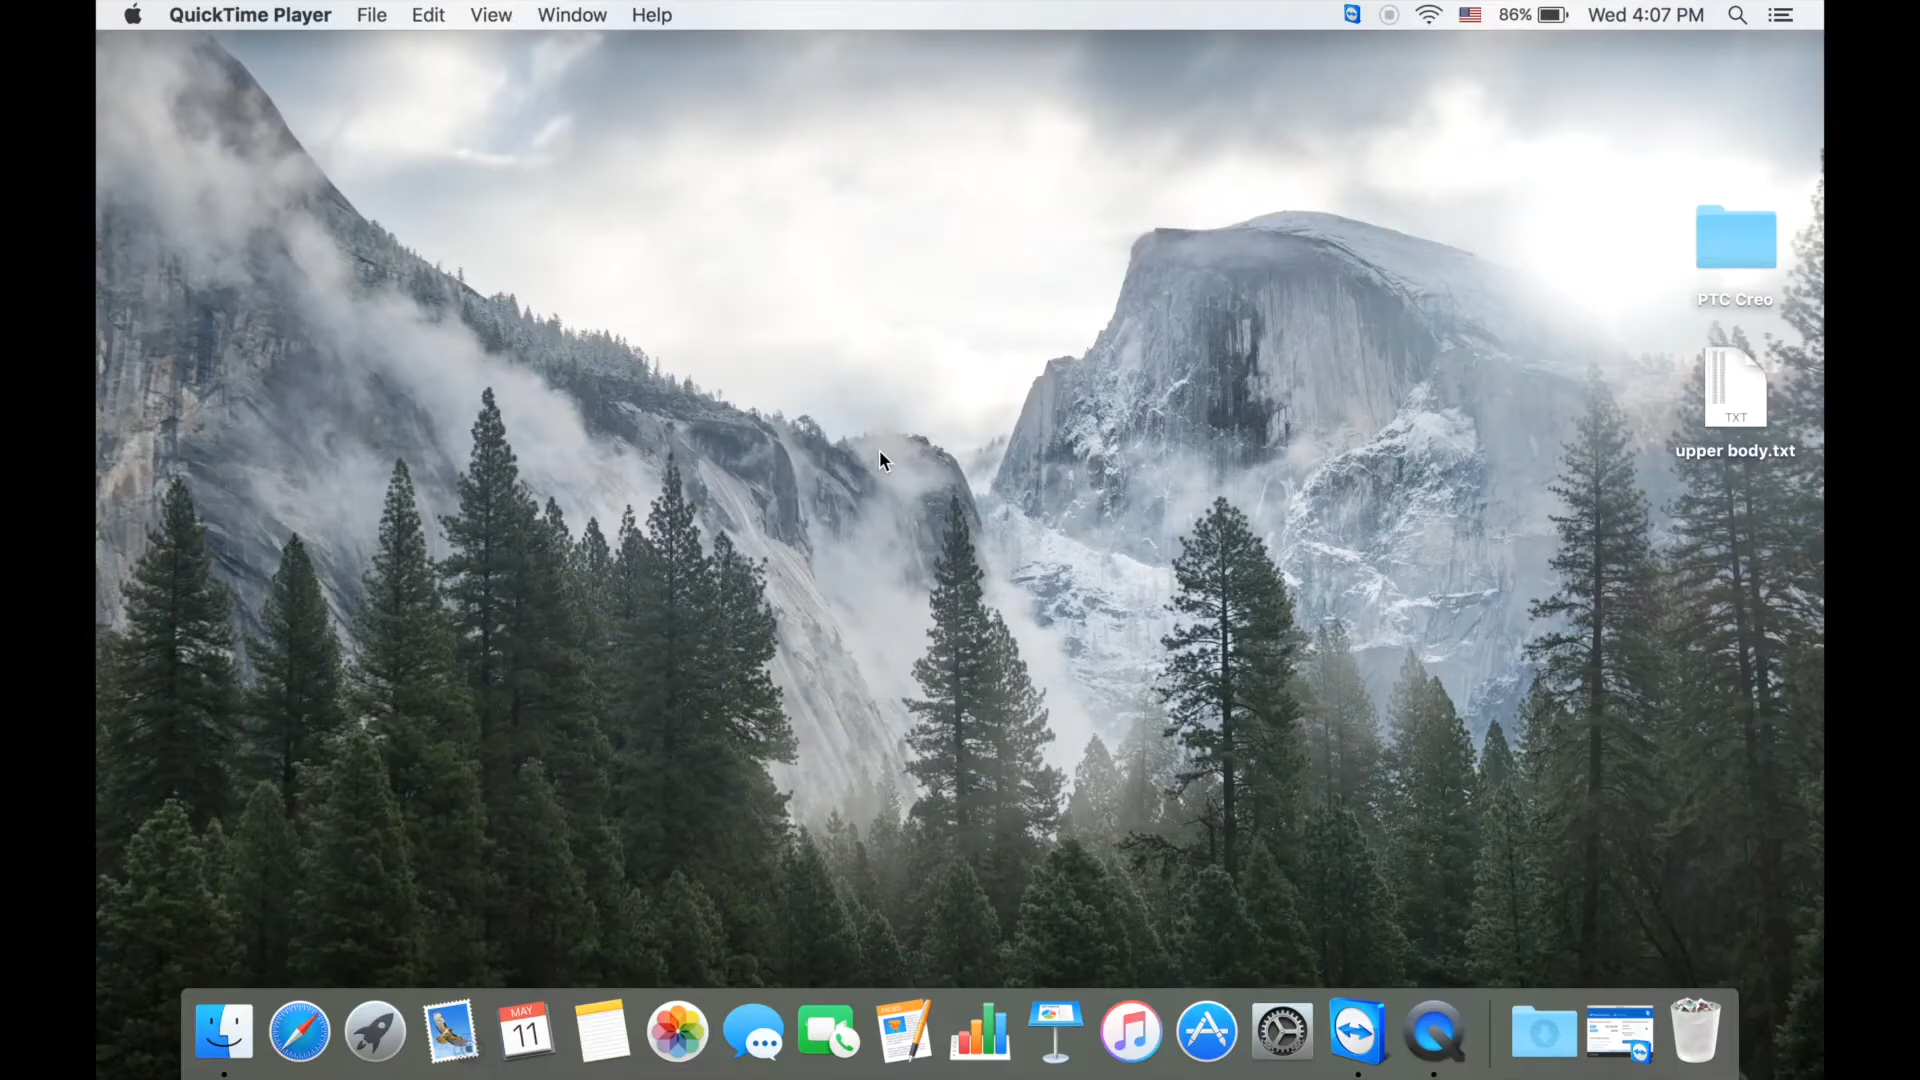 QuickTime Player File Edit View Window Help 86% Wed 4:07 PM
PTC Creo
TXT
upper body.txt
MAY
11